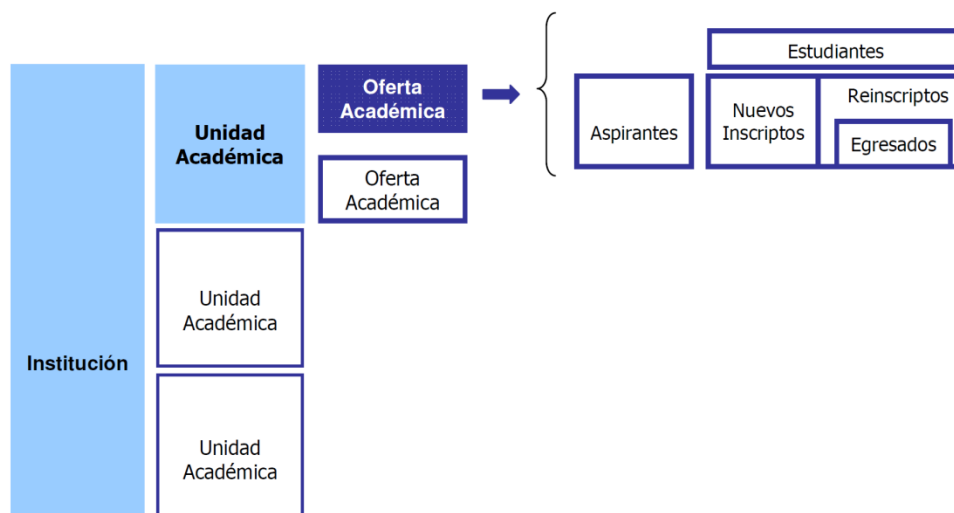 Institución
Unidad
Académica
Unidad
Académica
Unidad
Académica
Oferta
Académica
Oferta
Académica
Aspirantes
Estudiantes
Nuevos
Inscriptos
Reinscriptos
Egresados